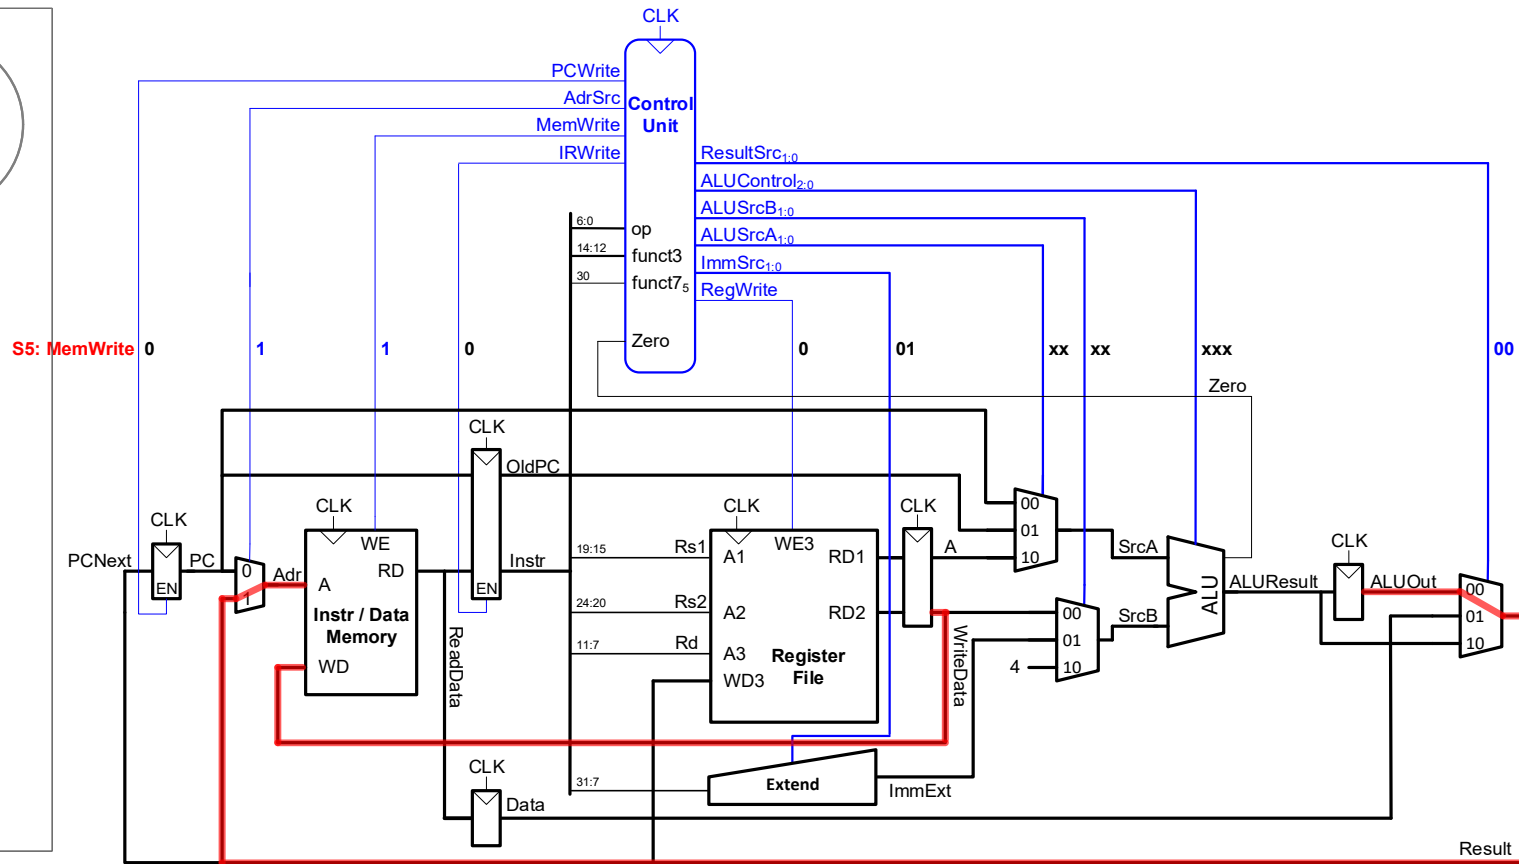 CLK
PCWrite
AdrSrc
MemWrite
IRWrite
Control
Unit
ResultSrc1:0
ALUControl2:0
ALUSrcB1:0
ALUSrcA1:0
ImmSrc1:0
RegWrite
6:0
op
14:12
funct3
30
funct75
Zero
S5: MemWrite
0
1
1
0
0
01
xx
xx
xxx
00
Zero
CLK
OldPC
CLK
PCNext
PC
EN
0
1
Adr
CLK
WE
A
RD
Instr / Data
Memory
WD
ReadData
EN
Instr
19:15
Rs1
24:20
Rs2
11:7
Rd
31:7
CLK
WE3
A1
RD1
A2
RD2
A3
WD3
Register
File
CLK
A
WriteData
00
01
10
SrcA
00
01
4
10
SrcB
ALU
ALUResult
CLK
ALUOut
00
01
10
Extend
ImmExt
CLK
Data
Result